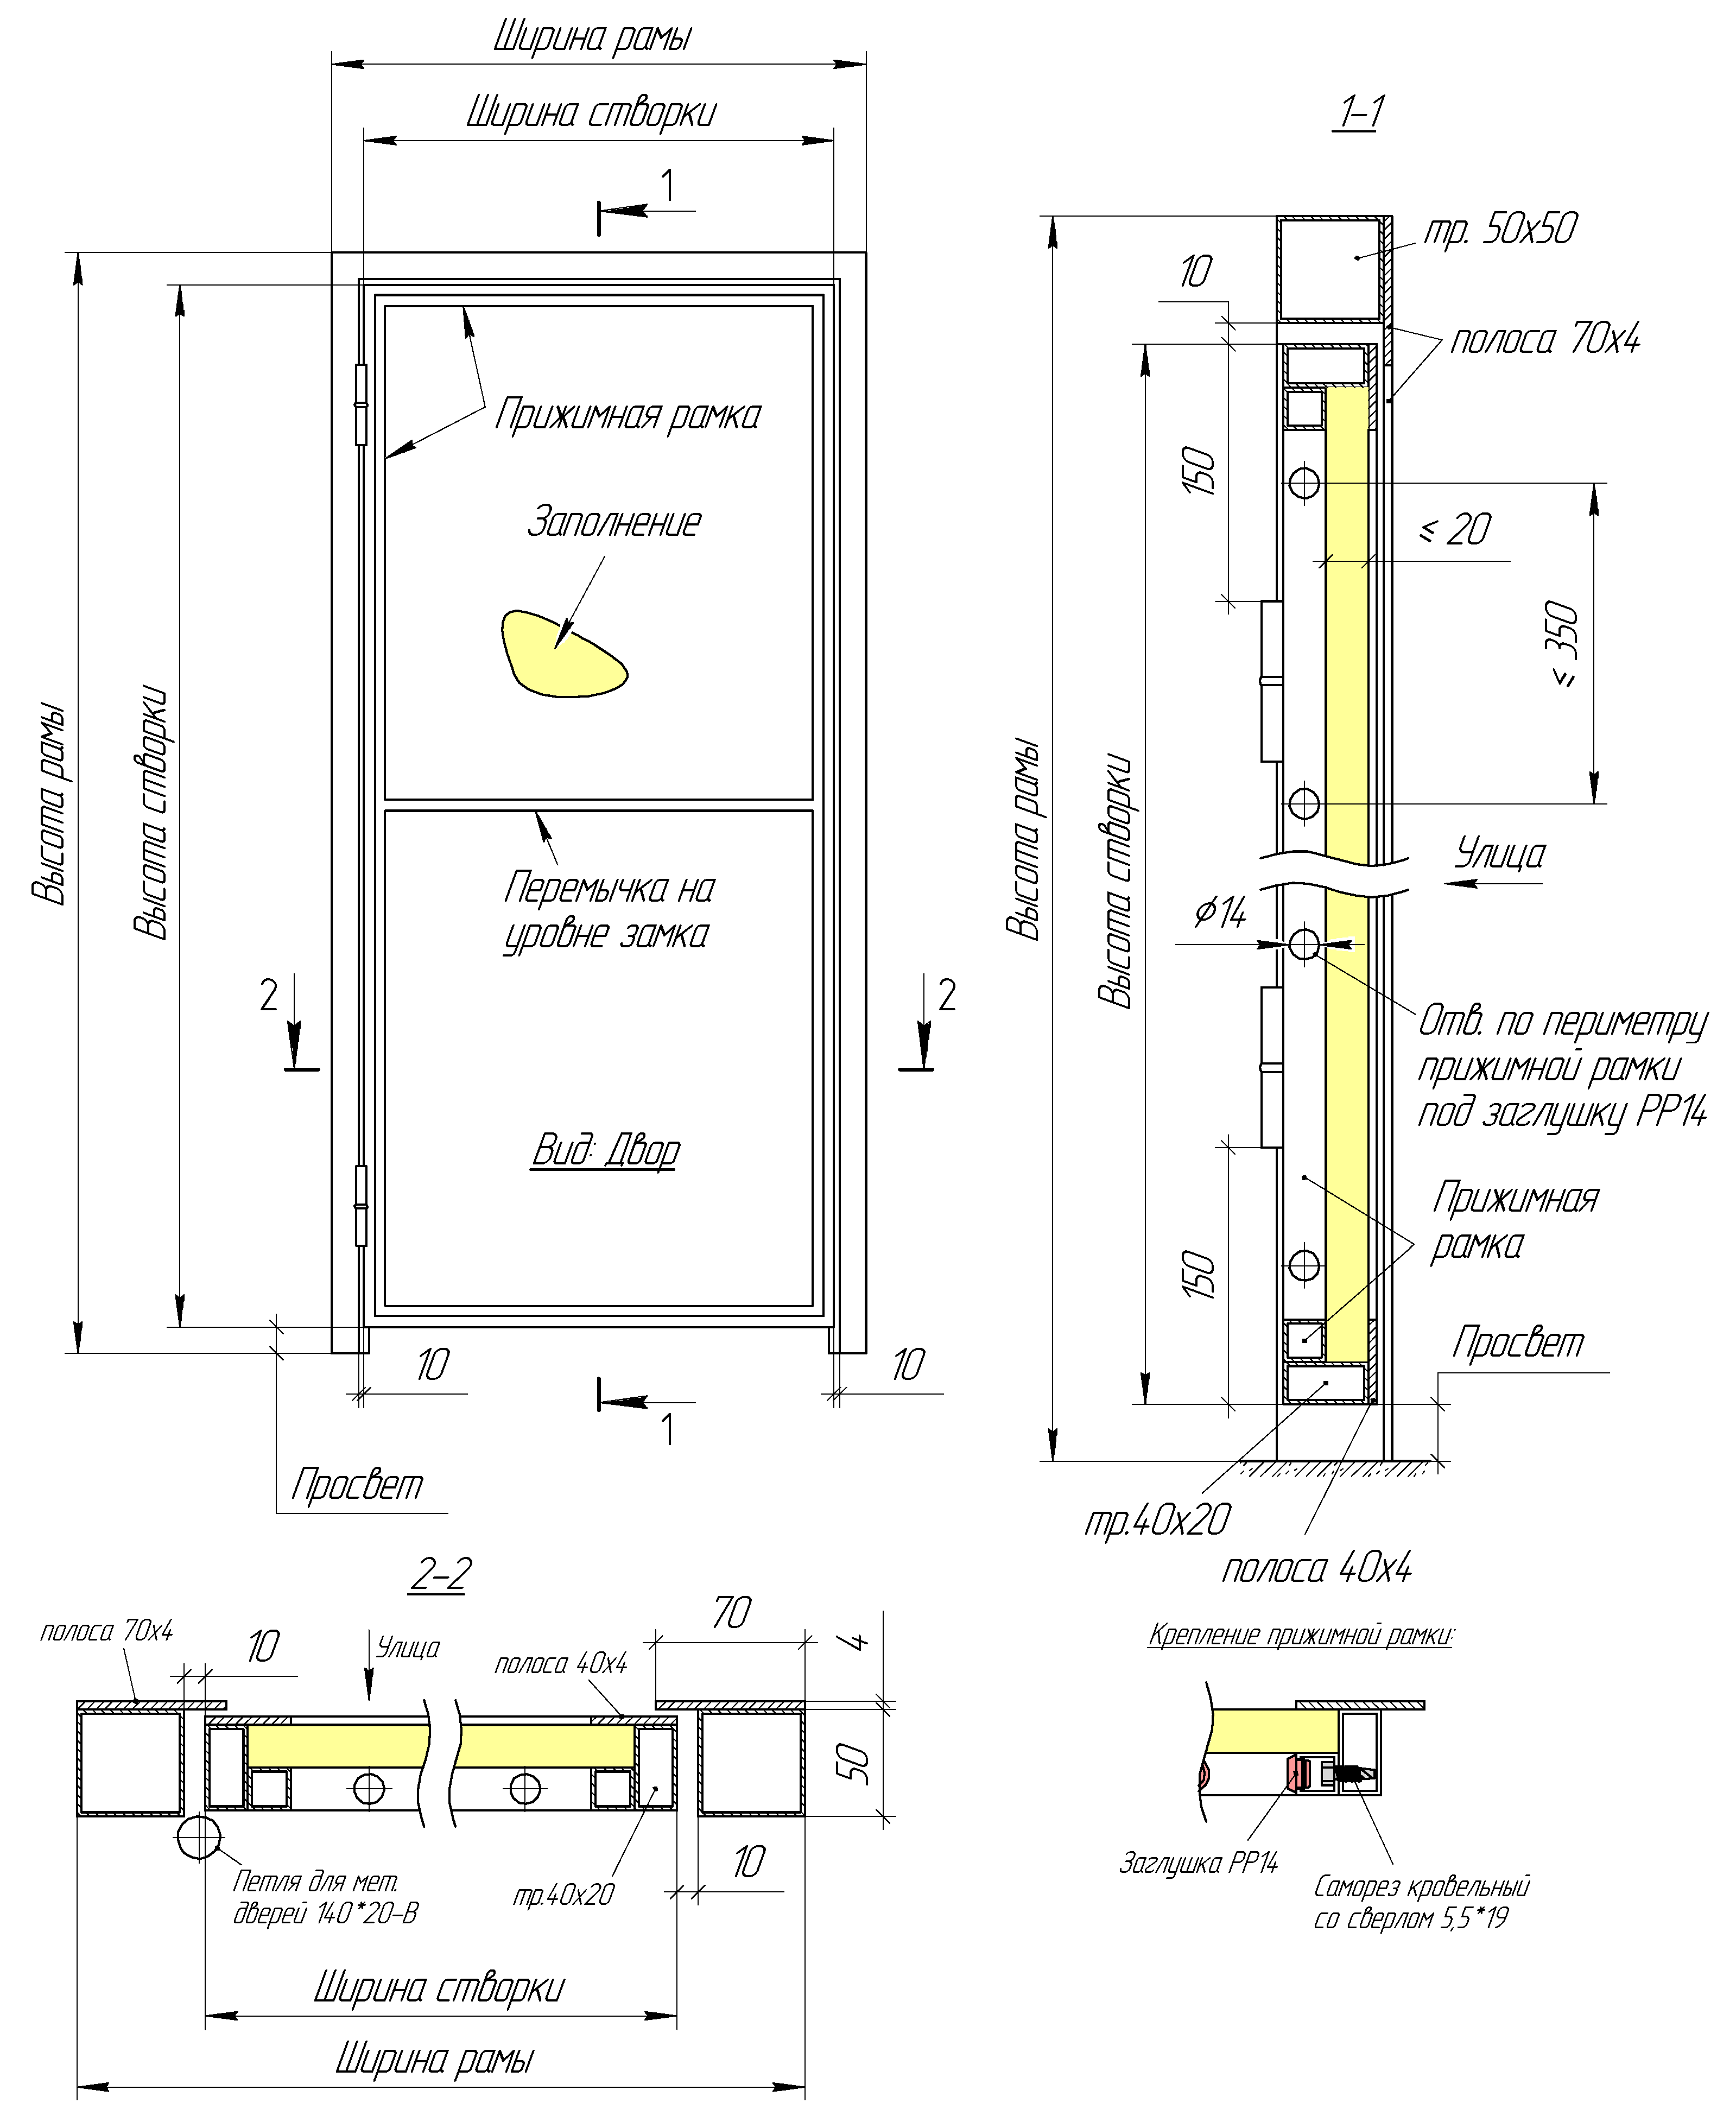 Ширина рамы
Ширина створки
1
Высота рамы
Высота створки
Прижимная рамка
Заполнение
Перемычка на
уровне замка
2
2
Вид: Двор
10
10
1
Просвет
1-1
тр. 50х50
10
полоса 70х4
150
≤ 20
≤ 350
Высота рамы
Высота створки
Улица
ϕ14
Отв. по периметру
прижимной рамки
под заглушку РР14
Прижимная
рамка
150
Просвет
тр.40х20
полоса 40х4
2-2
полоса 70х4
10
Улица
полоса 40х4
70
4
50
10
Петля для мет.
дверей 140*20-В
тр.40х20
Ширина створки
Ширина рамы
Крепление прижимной рамки:
Заглушка РР14
Саморез кровельный
со сверлом 5,5*19